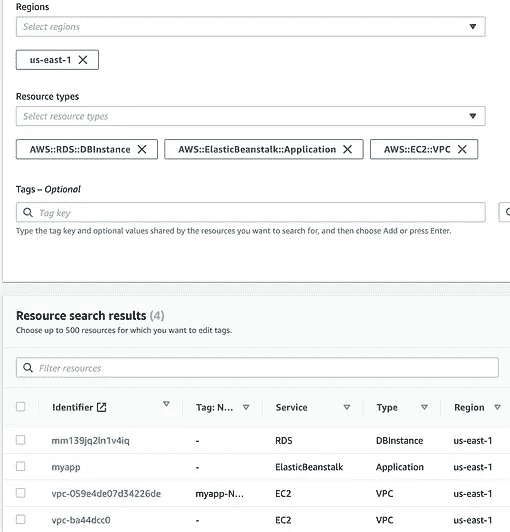 Regions
Select regions
us-east-1
Resource types
Select resource types
AWS::RDS::DBInstance AWS::ElasticBeanstalk::Application AWS::EC2::VPC
Tags – Optional
Tag key
Type the tag key and optional values shared by the resources you want to search for, and then choose Add or press Enter.
Resource search results (4)
Choose up to 500 resources for which you want to edit tags.
Filter resources
Identifier Tag: N... Service Type Region
mm139jq2ln1v4iq - RDS DBInstance us-east-1
myapp - ElasticBeanstalk Application us-east-1
vpc-059e4de07d34226de myapp-N... EC2 VPC us-east-1
vpc-ba44dcc0 - EC2 VPC us-east-1